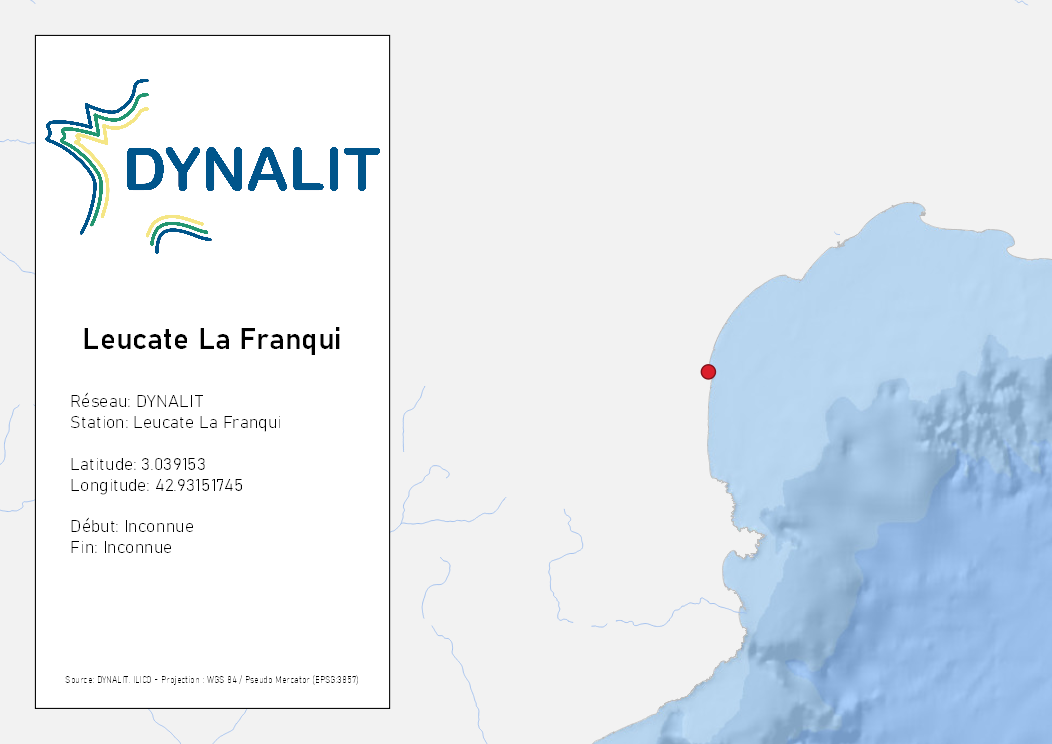 DYNALIT
Leucate La Franqui
Réseau: DYNALIT
Station: Leucate La Franqui
Latitude: 3.039153
Longitude: 42.93151745
Début: Inconnue
Fin: Inconnue
Source: DYNALIT, ILICO - Projection : WGS 84 / Pseudo Mercator (EPSG:3857)